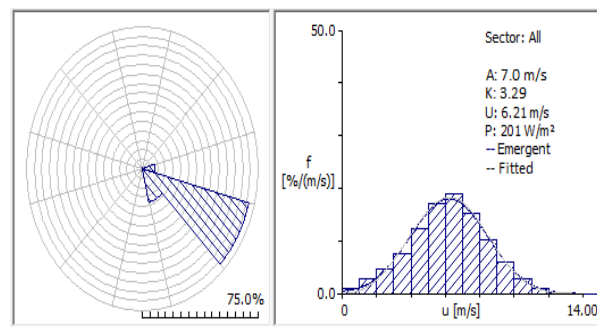 75.0%
50.0
Sector: All
A: 7.0 m/s
K: 3.29
U: 6.21 m/s
P: 201 W/m²
-- Emergent
-- Fitted
f
[%/(m/s)]
0.0
0
u [m/s]
14.00